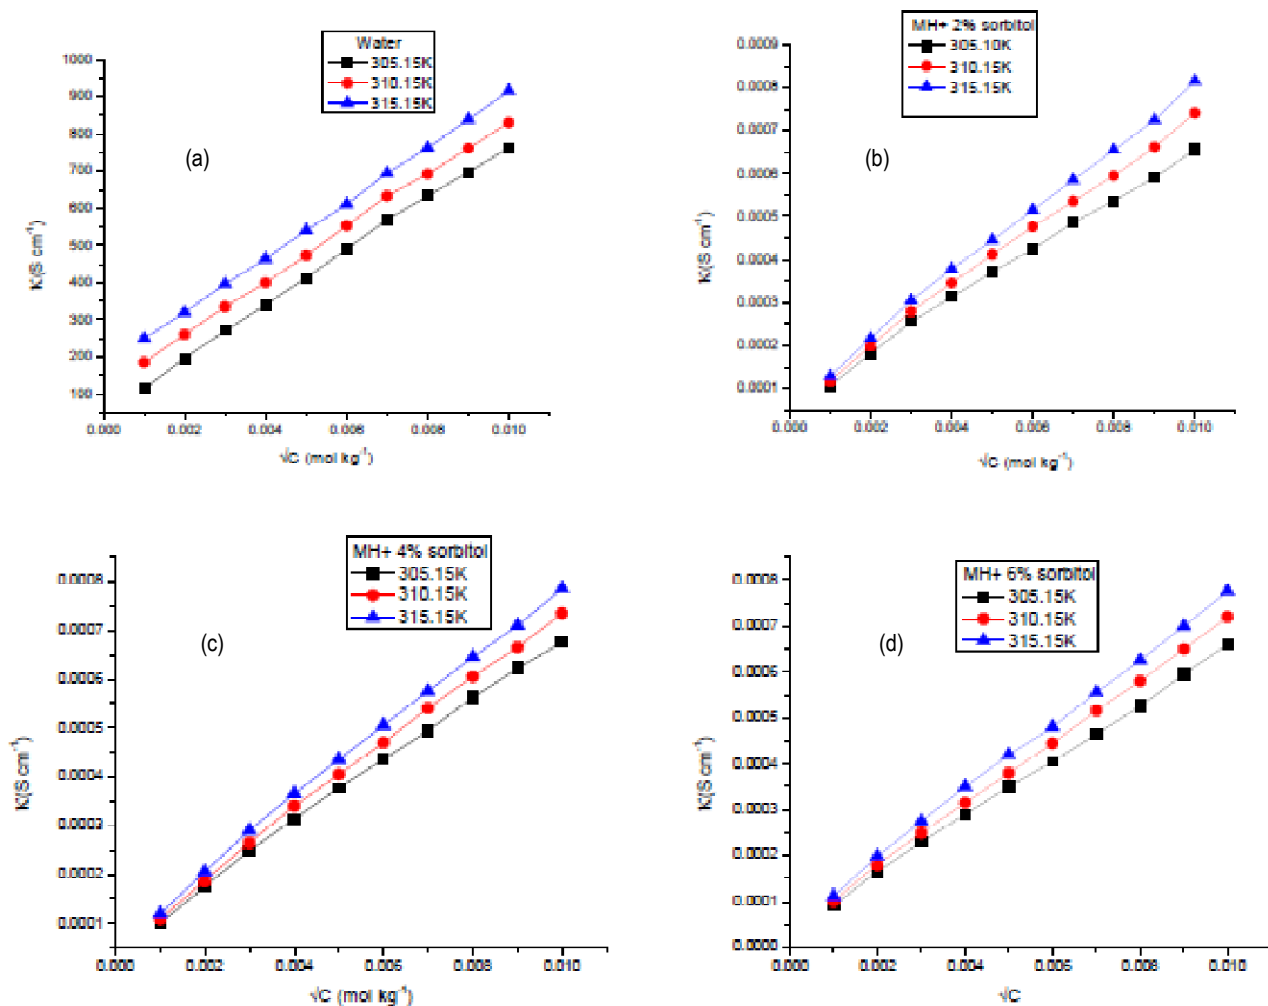 Water
305.15K
310.15K
315.15K
(a)
1000
900
800
700
600
500
400
300
200
100
K/(S cm⁻¹)
0.000 0.002 0.004 0.006 0.008 0.010
√C (mol kg⁻¹)
MH+ 2% sorbitol
305.10K
310.15K
315.15K
(b)
0.0009
0.0008
0.0007
0.0006
0.0005
0.0004
0.0003
0.0002
0.0001
K/(S cm⁻¹)
0.000 0.002 0.004 0.006 0.008 0.010
√C (mol kg⁻¹)
MH+ 4% sorbitol
305.15K
310.15K
315.15K
(c)
0.0008
0.0007
0.0006
0.0005
0.0004
0.0003
0.0002
0.0001
K/(S cm⁻¹)
0.000 0.002 0.004 0.006 0.008 0.010
√C (mol kg⁻¹)
MH+ 6% sorbitol
305.15K
310.15K
315.15K
(d)
0.0008
0.0007
0.0006
0.0005
0.0004
0.0003
0.0002
0.0001
0.0000
K/(S cm⁻¹)
0.000 0.002 0.004 0.006 0.008 0.010
√C